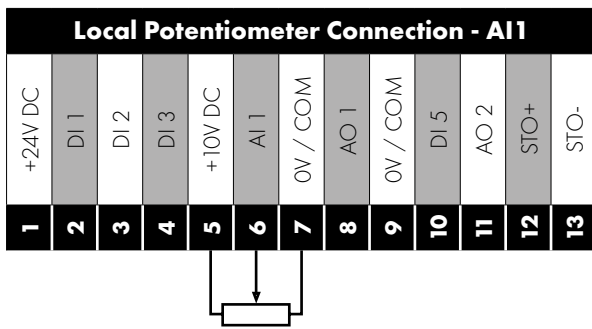 Local Potentiometer Connection - AI1
+24V DC
DI 1
DI 2
DI 3
+10V DC
AI 1
0V / COM
AO 1
0V / COM
DI 5
AO 2
STO+
STO-
1
2
3
4
5
6
7
8
9
10
11
12
13